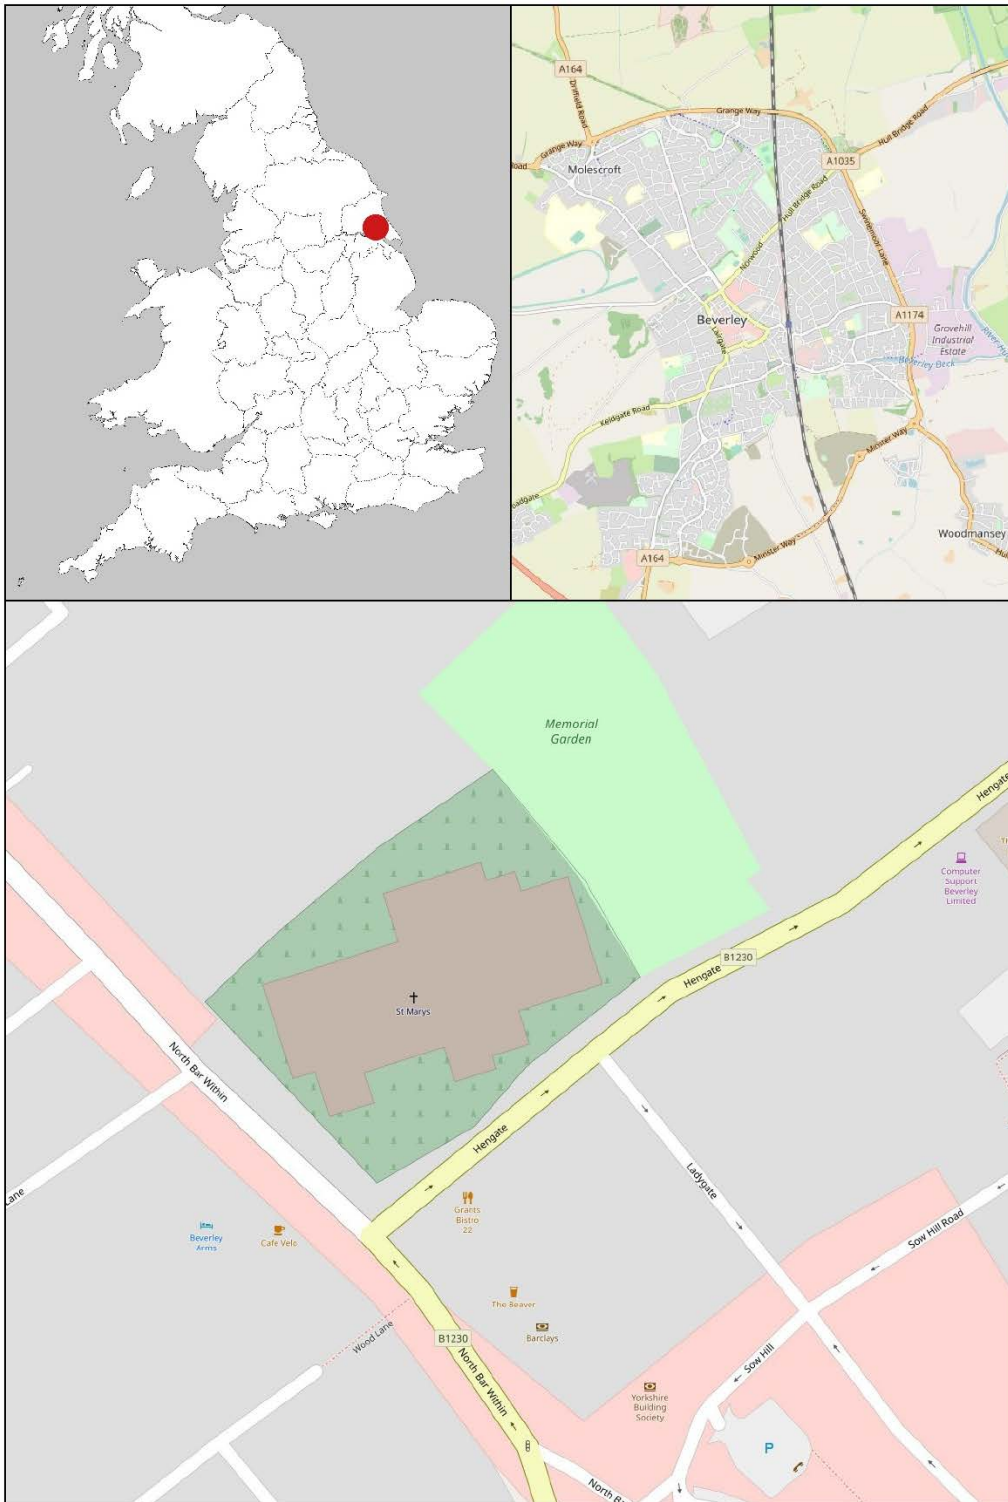 A164
Driffield Road
Grange Way
Hull Bridge Road
Grange Way
Road
Molescroft
A1035
Hull Bridge Road
Swinemoor Lane
Norwood
Beverley
Lairgate
A1174
Grovehill
Industrial
Estate
Beverley Beck
Keldgate Road
Minster Way
Woodmansey
A164
Minster Way
Memorial
Garden
Hengate
Computer
Support
Beverley
Limited
B1230
Hengate
St Marys
North Bar Within
Hengate
Ladygate
Lane
Grants
Bistro
22
Beverley
Arms
Cafe Velo
Sow Hill Road
The Beaver
Barclays
Wood Lane
B1230
Sow Hill
North Bar Within
Yorkshire
Building
Society
P
North B